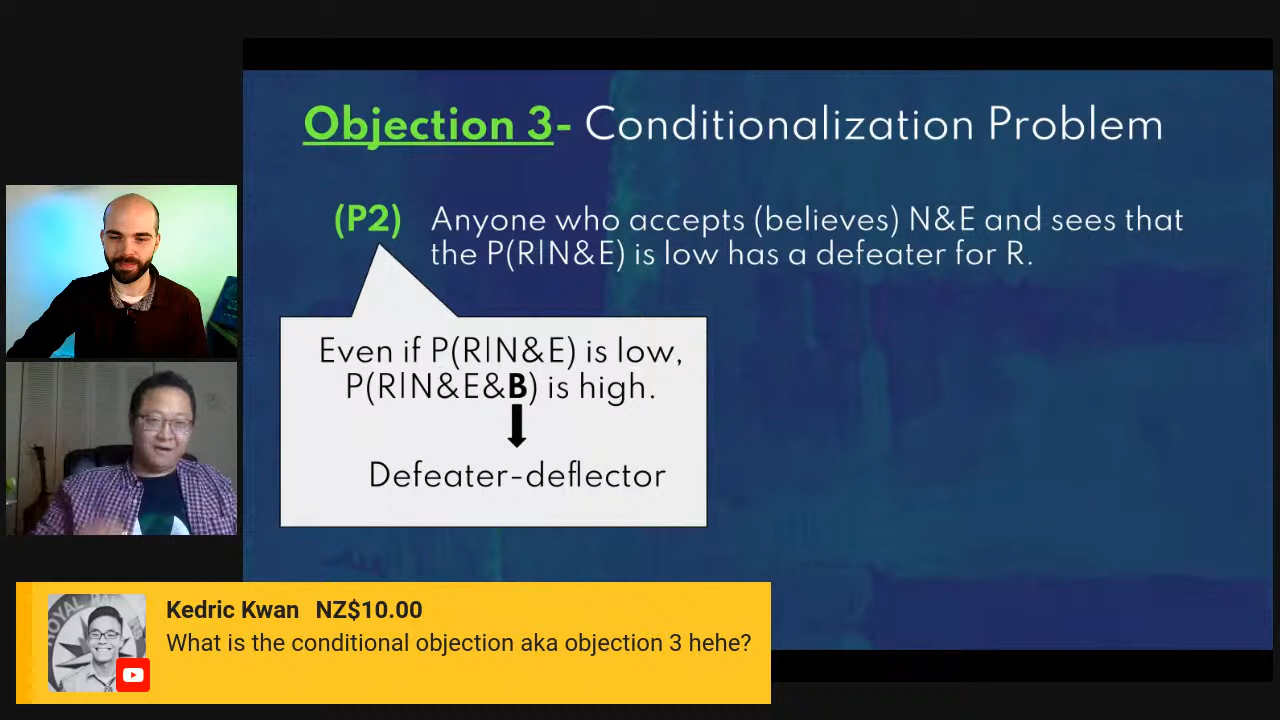 Objection 3- Conditionalization Problem
(P2) Anyone who accepts (believes) N&E and sees that
the P(R|N&E) is low has a defeater for R.
Even if P(R|N&E) is low,
P(R|N&E&B) is high.
Defeater-deflector
Kedric Kwan NZ$10.00
What is the conditional objection aka objection 3 hehe?